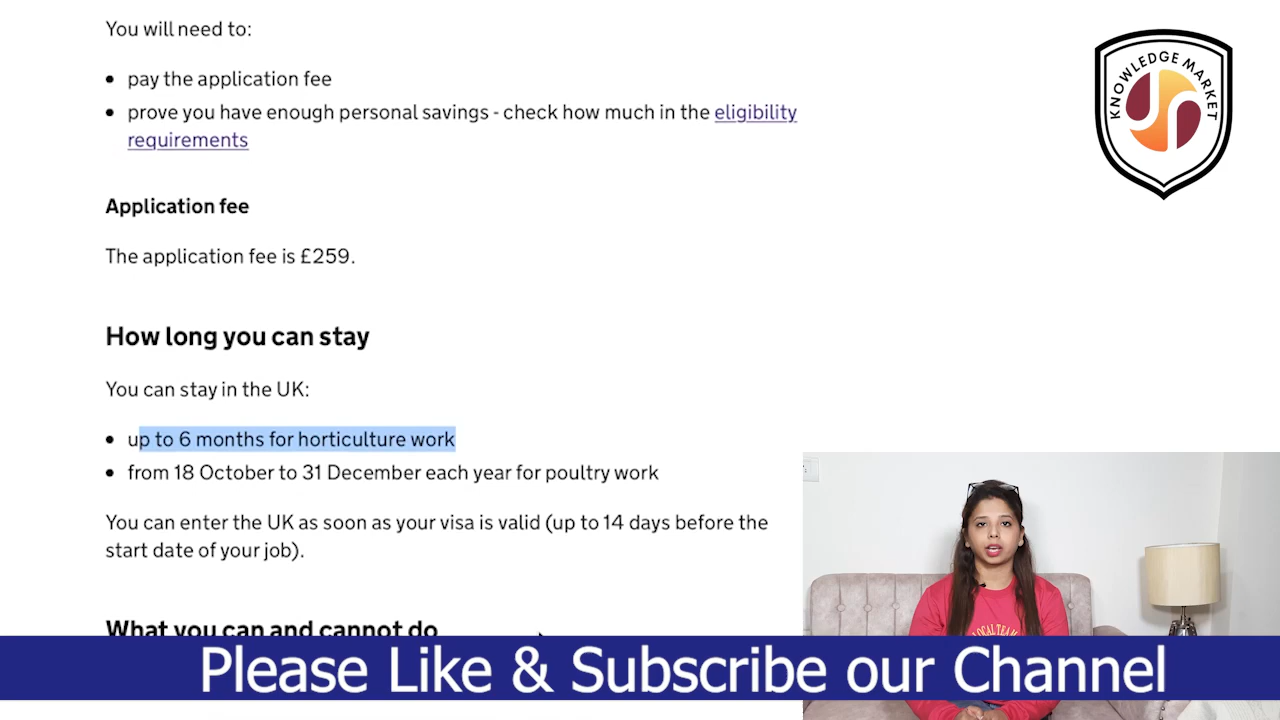 You will need to:
pay the application fee
prove you have enough personal savings - check how much in the eligibility
requirements
Application fee
The application fee is £259.
How long you can stay
You can stay in the UK:
up to 6 months for horticulture work
from 18 October to 31 December each year for poultry work
You can enter the UK as soon as your visa is valid (up to 14 days before the
start date of your job).
What you can and cannot do
KNOWLEDGE MARKET
LOCAL TEAM
Please Like & Subscribe our Channel